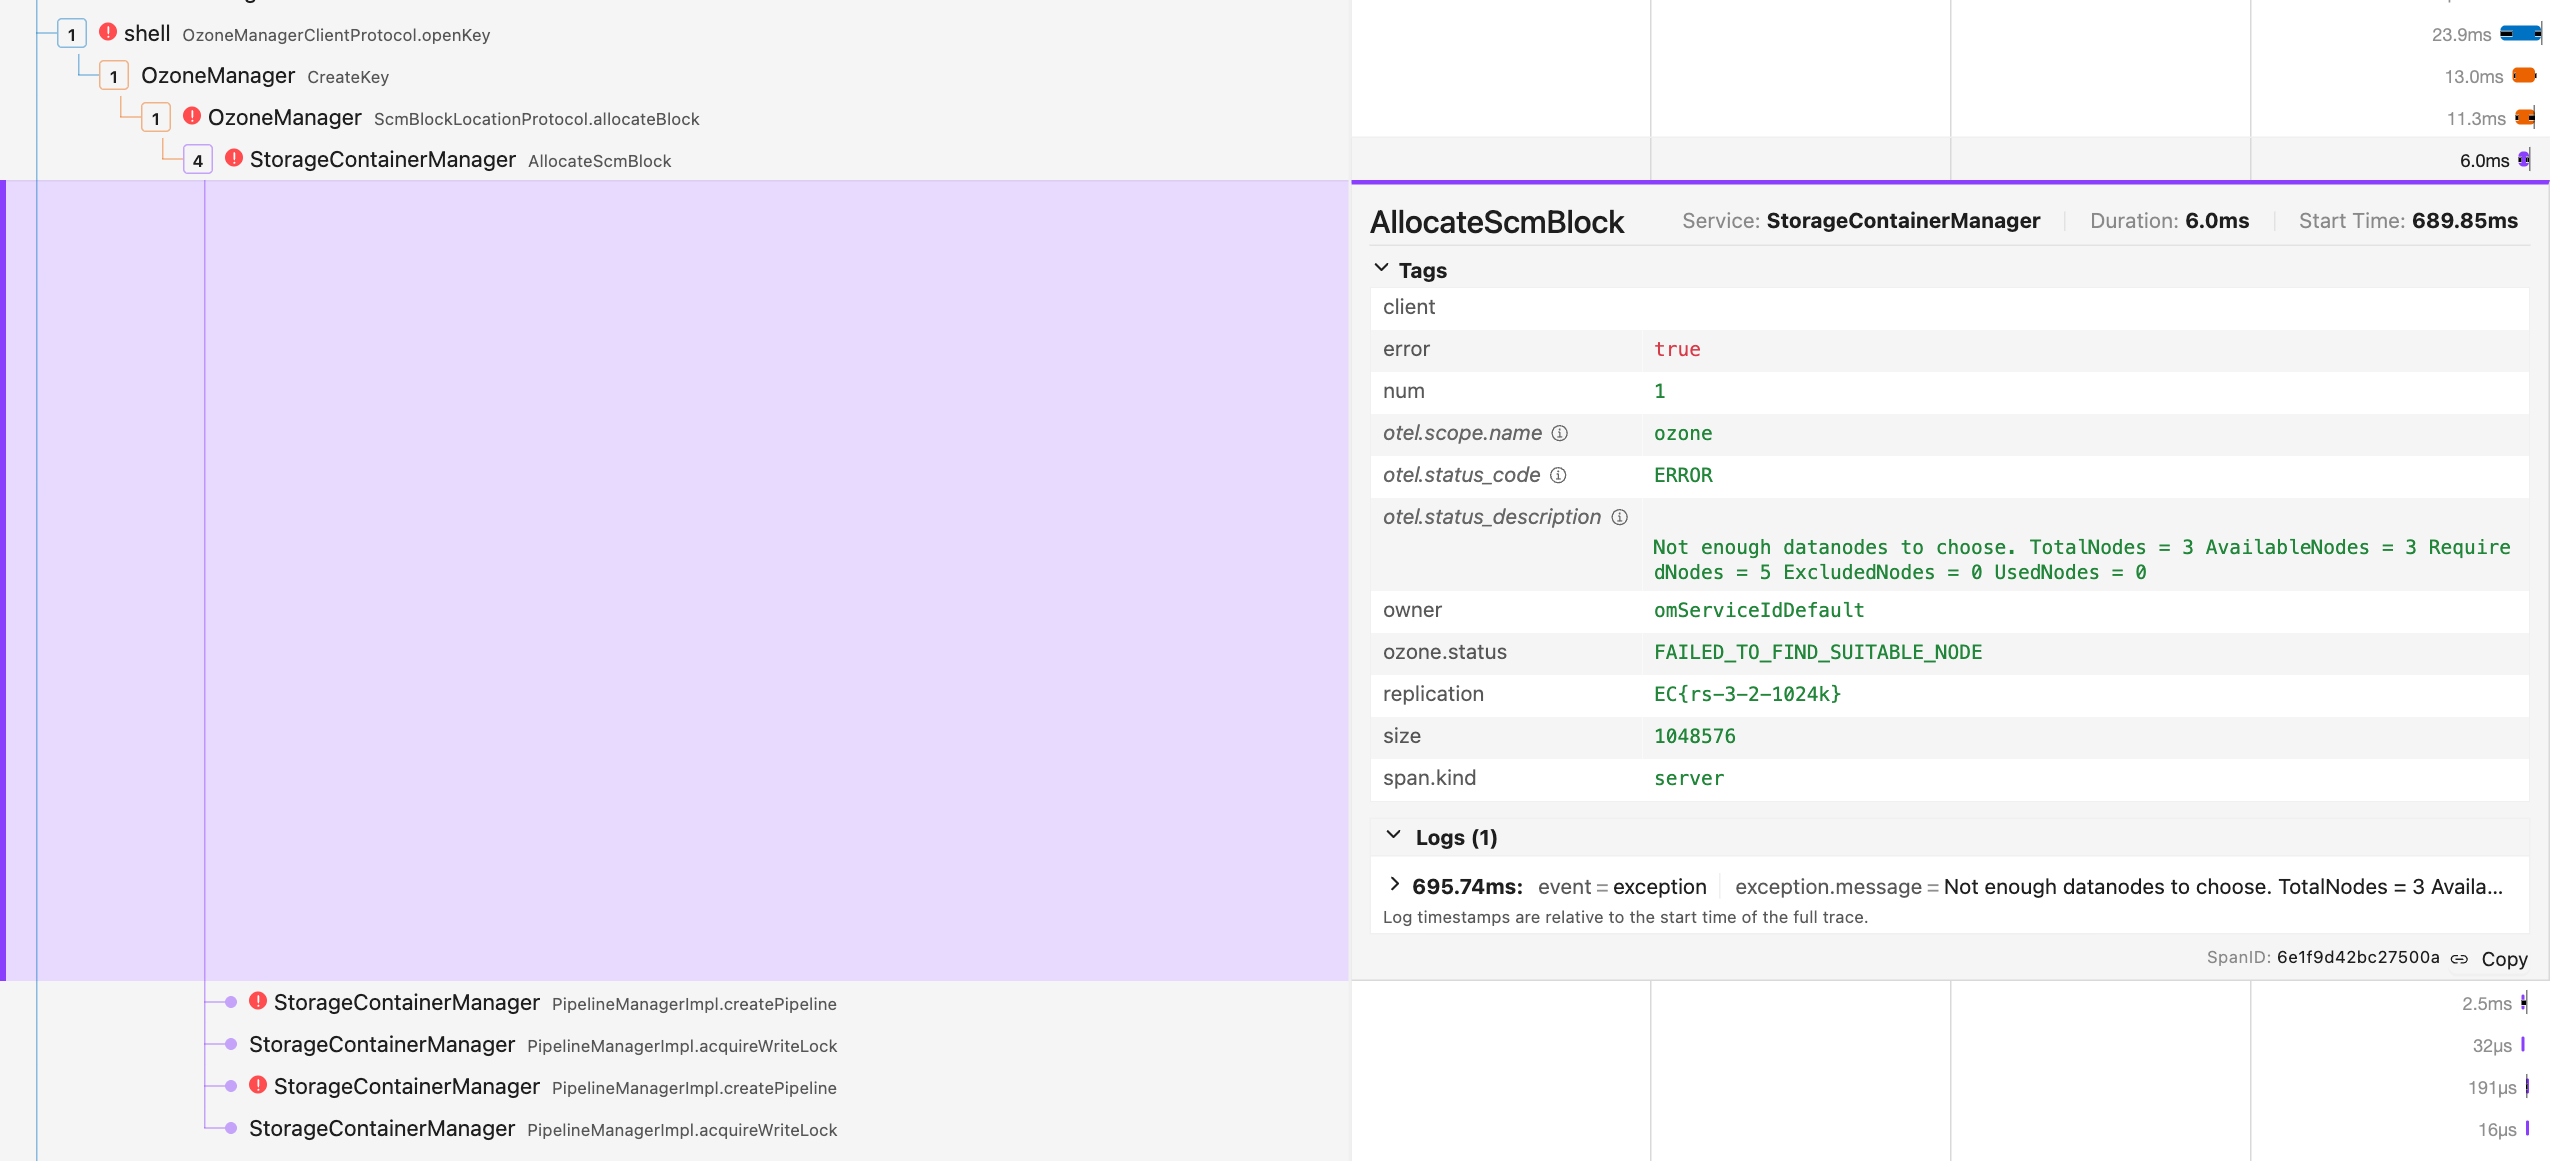 1 shell OzoneManagerClientProtocol.openKey 23.9ms
1 OzoneManager CreateKey 13.0ms
1 OzoneManager ScmBlockLocationProtocol.allocateBlock 11.3ms
4 StorageContainerManager AllocateScmBlock 6.0ms
AllocateScmBlock Service: StorageContainerManager Duration: 6.0ms Start Time: 689.85ms
Tags
client
error true
num 1
otel.scope.name ozone
otel.status_code ERROR
otel.status_description
Not enough datanodes to choose. TotalNodes = 3 AvailableNodes = 3 Require
dNodes = 5 ExcludedNodes = 0 UsedNodes = 0
owner omServiceIdDefault
ozone.status FAILED_TO_FIND_SUITABLE_NODE
replication EC{rs-3-2-1024k}
size 1048576
span.kind server
Logs (1)
695.74ms: event = exception exception.message = Not enough datanodes to choose. TotalNodes = 3 Availa...
Log timestamps are relative to the start time of the full trace.
SpanID: 6e1f9d42bc27500a Copy
StorageContainerManager PipelineManagerImpl.createPipeline 2.5ms
StorageContainerManager PipelineManagerImpl.acquireWriteLock 32μs
StorageContainerManager PipelineManagerImpl.createPipeline 191μs
StorageContainerManager PipelineManagerImpl.acquireWriteLock 16μs